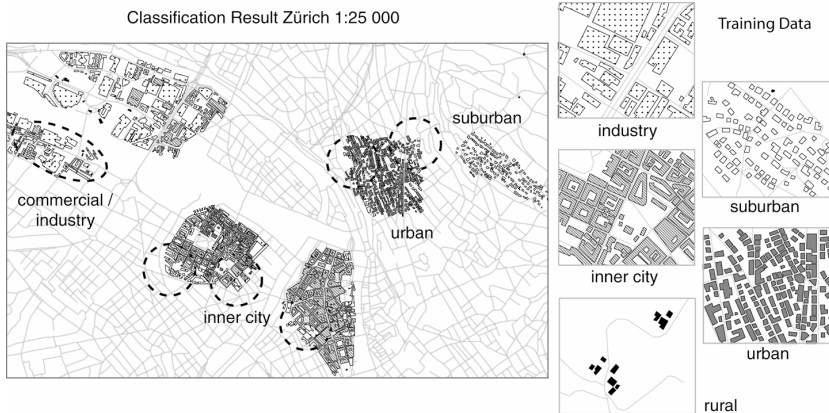 Classification Result Zürich 1:25 000
Training Data
suburban
commercial /
industry
urban
inner city
industry
suburban
inner city
urban
rural